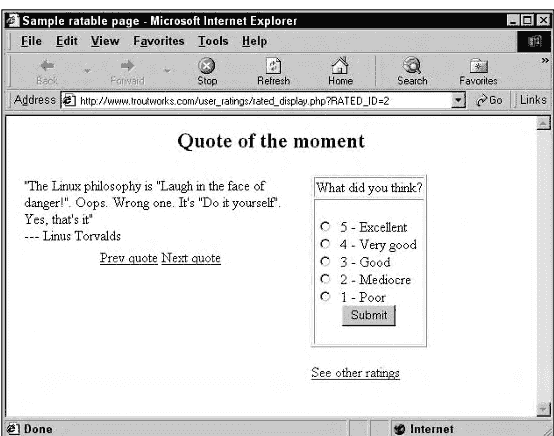 Sample ratable page - Microsoft Internet Explorer
File Edit View Favorites Tools Help
Back Forward Stop Refresh Home Search Favorites »
Address http://www.troutworks.com/user_ratings/rated_display.php?RATED_ID=2 Go Links
Quote of the moment
"The Linux philosophy is "Laugh in the face of
danger!". Oops. Wrong one. It's "Do it yourself".
Yes, that's it"
--- Linus Torvalds
Prev quote Next quote
What did you think?
5 - Excellent
4 - Very good
3 - Good
2 - Mediocre
1 - Poor
Submit
See other ratings
Done Internet